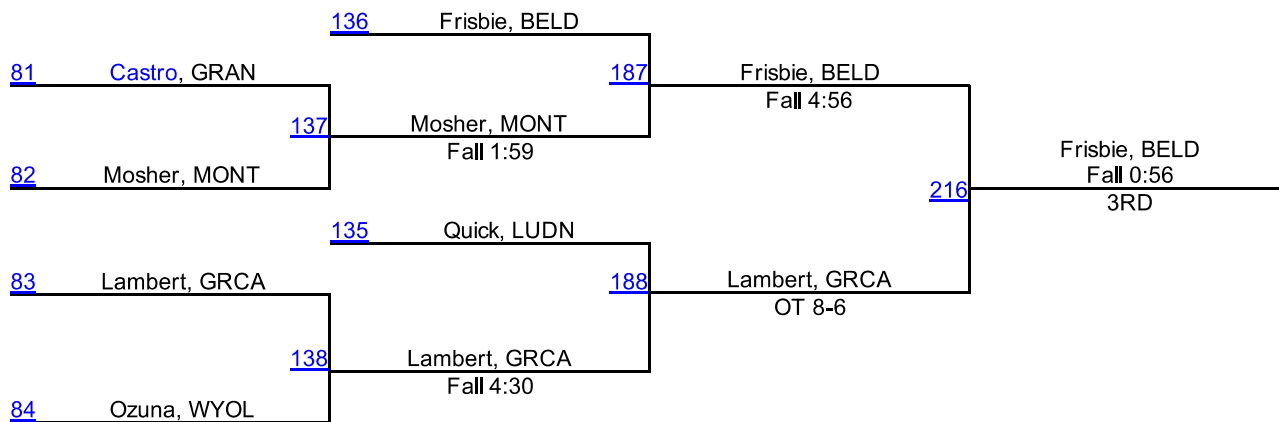 136 Frisbie, BELD
81 Castro, GRAN
187 Frisbie, BELD
Fall 4:56
137 Mosher, MONT
Fall 1:59
82 Mosher, MONT
216 Frisbie, BELD
Fall 0:56
3RD
135 Quick, LUDN
83 Lambert, GRCA
188 Lambert, GRCA
OT 8-6
138 Lambert, GRCA
Fall 4:30
84 Ozuna, WYOL